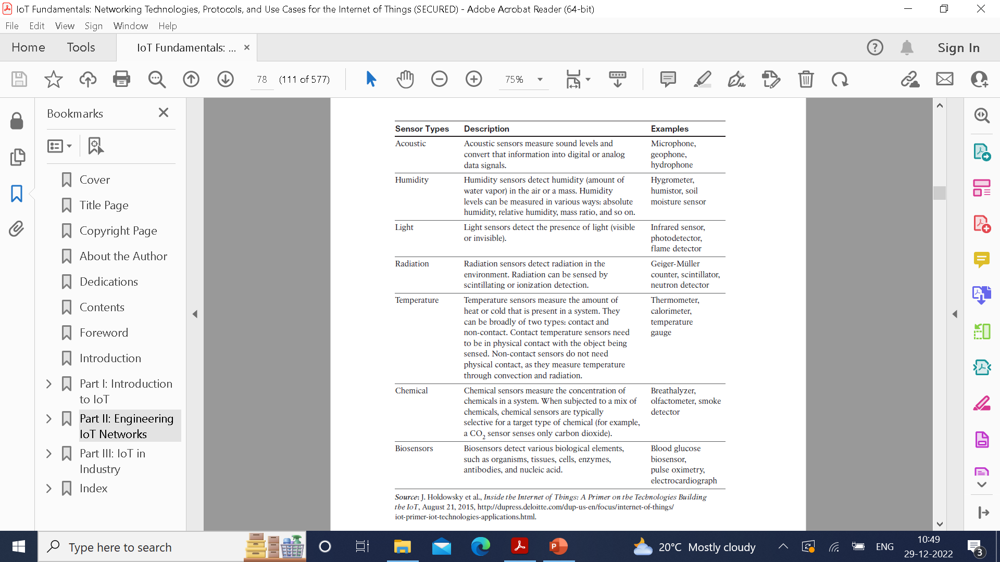 IoT Fundamentals: Networking Technologies, Protocols, and Use Cases for the Internet of Things (SECURED) - Adobe Acrobat Reader (64-bit)
File Edit View Sign Window Help
Home Tools IoT Fundamentals: ... Sign In
78 (111 of 577) 75%
Bookmarks
Cover
Title Page
Copyright Page
About the Author
Dedications
Contents
Foreword
Introduction
Part I: Introduction
to IoT
Part II: Engineering
IoT Networks
Part III: IoT in
Industry
Index
Sensor Types Description Examples
Acoustic Acoustic sensors measure sound levels and Microphone,
convert that information into digital or analog geophone,
data signals. hydrophone
Humidity Humidity sensors detect humidity (amount of Hygrometer,
water vapor) in the air or a mass. Humidity humistor, soil
levels can be measured in various ways: absolute moisture sensor
humidity, relative humidity, mass ratio, and so on.
Light Light sensors detect the presence of light (visible Infrared sensor,
or invisible). photodetector,
flame detector
Radiation Radiation sensors detect radiation in the Geiger-Müller
environment. Radiation can be sensed by counter, scintillator,
scintillating or ionization detection. neutron detector
Temperature Temperature sensors measure the amount of Thermometer,
heat or cold that is present in a system. They calorimeter,
can be broadly of two types: contact and temperature
non-contact. Contact temperature sensors need gauge
to be in physical contact with the object being
sensed. Non-contact sensors do not need
physical contact, as they measure temperature
through convection and radiation.
Chemical Chemical sensors measure the concentration of Breathalyzer,
chemicals in a system. When subjected to a mix of olfactometer, smoke
chemicals, chemical sensors are typically detector
selective for a target type of chemical (for example,
a CO2 sensor senses only carbon dioxide).
Biosensors Biosensors detect various biological elements, Blood glucose
such as organisms, tissues, cells, enzymes, biosensor,
antibodies, and nucleic acid. pulse oximetry,
electrocardiograph
Source: J. Holdowsky et al., Inside the Internet of Things: A Primer on the Technologies Building
the IoT, August 21, 2015, http://dupress.deloitte.com/dup-us-en/focus/internet-of-things/
iot-primer-iot-technologies-applications.html.
Type here to search
20°C Mostly cloudy
ENG
10:49
29-12-2022
3